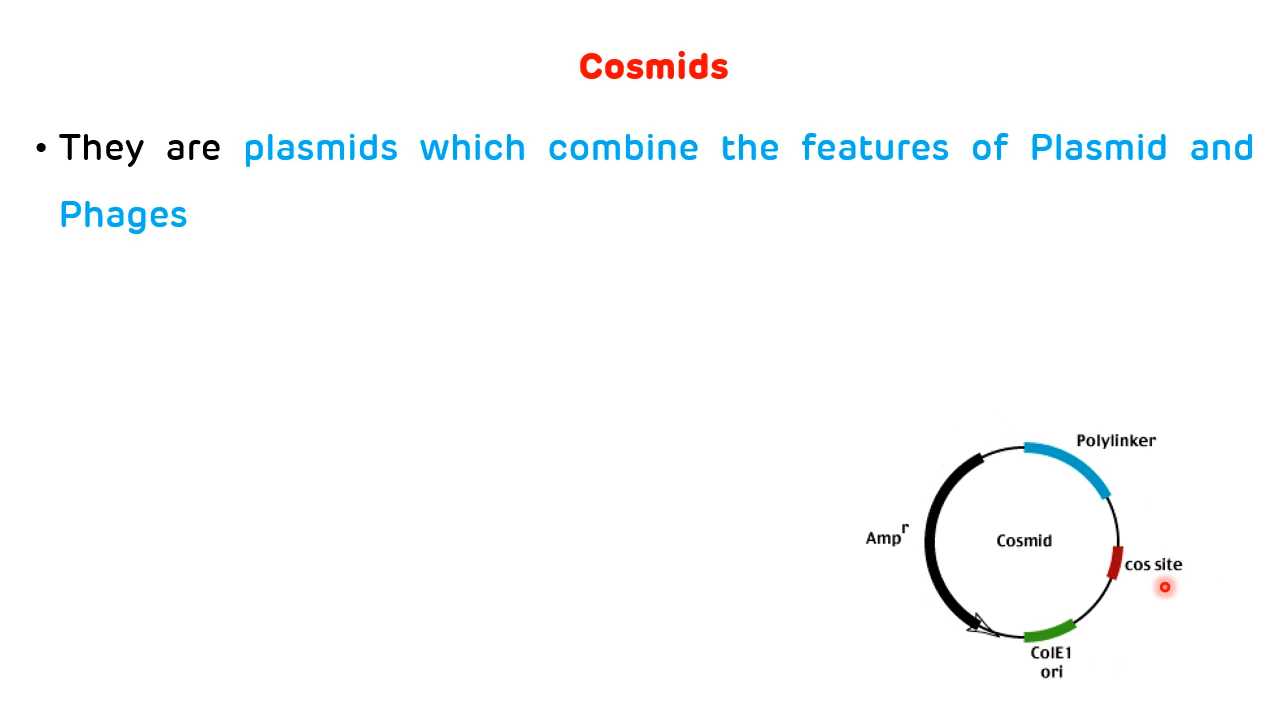 Cosmids
• They are plasmids which combine the features of Plasmid and
Phages
Polylinker
Amp^r
Cosmid
cos site
ColE1
ori